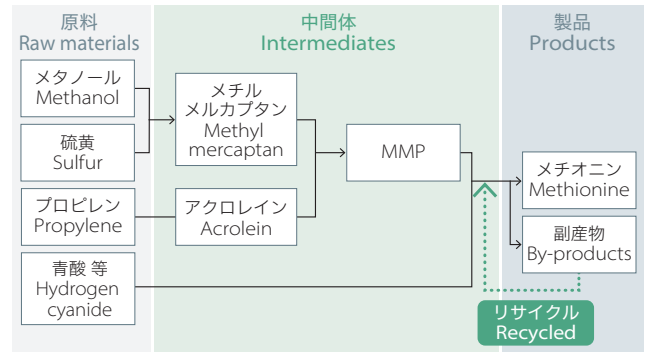 原料
Raw materials
中間体
Intermediates
製品
Products
メタノール
Methanol
硫黄
Sulfur
プロピレン
Propylene
青酸 等
Hydrogen
cyanide
メチル
メルカプタン
Methyl
mercaptan
アクロレイン
Acrolein
MMP
メチオニン
Methionine
副産物
By-products
リサイクル
Recycled